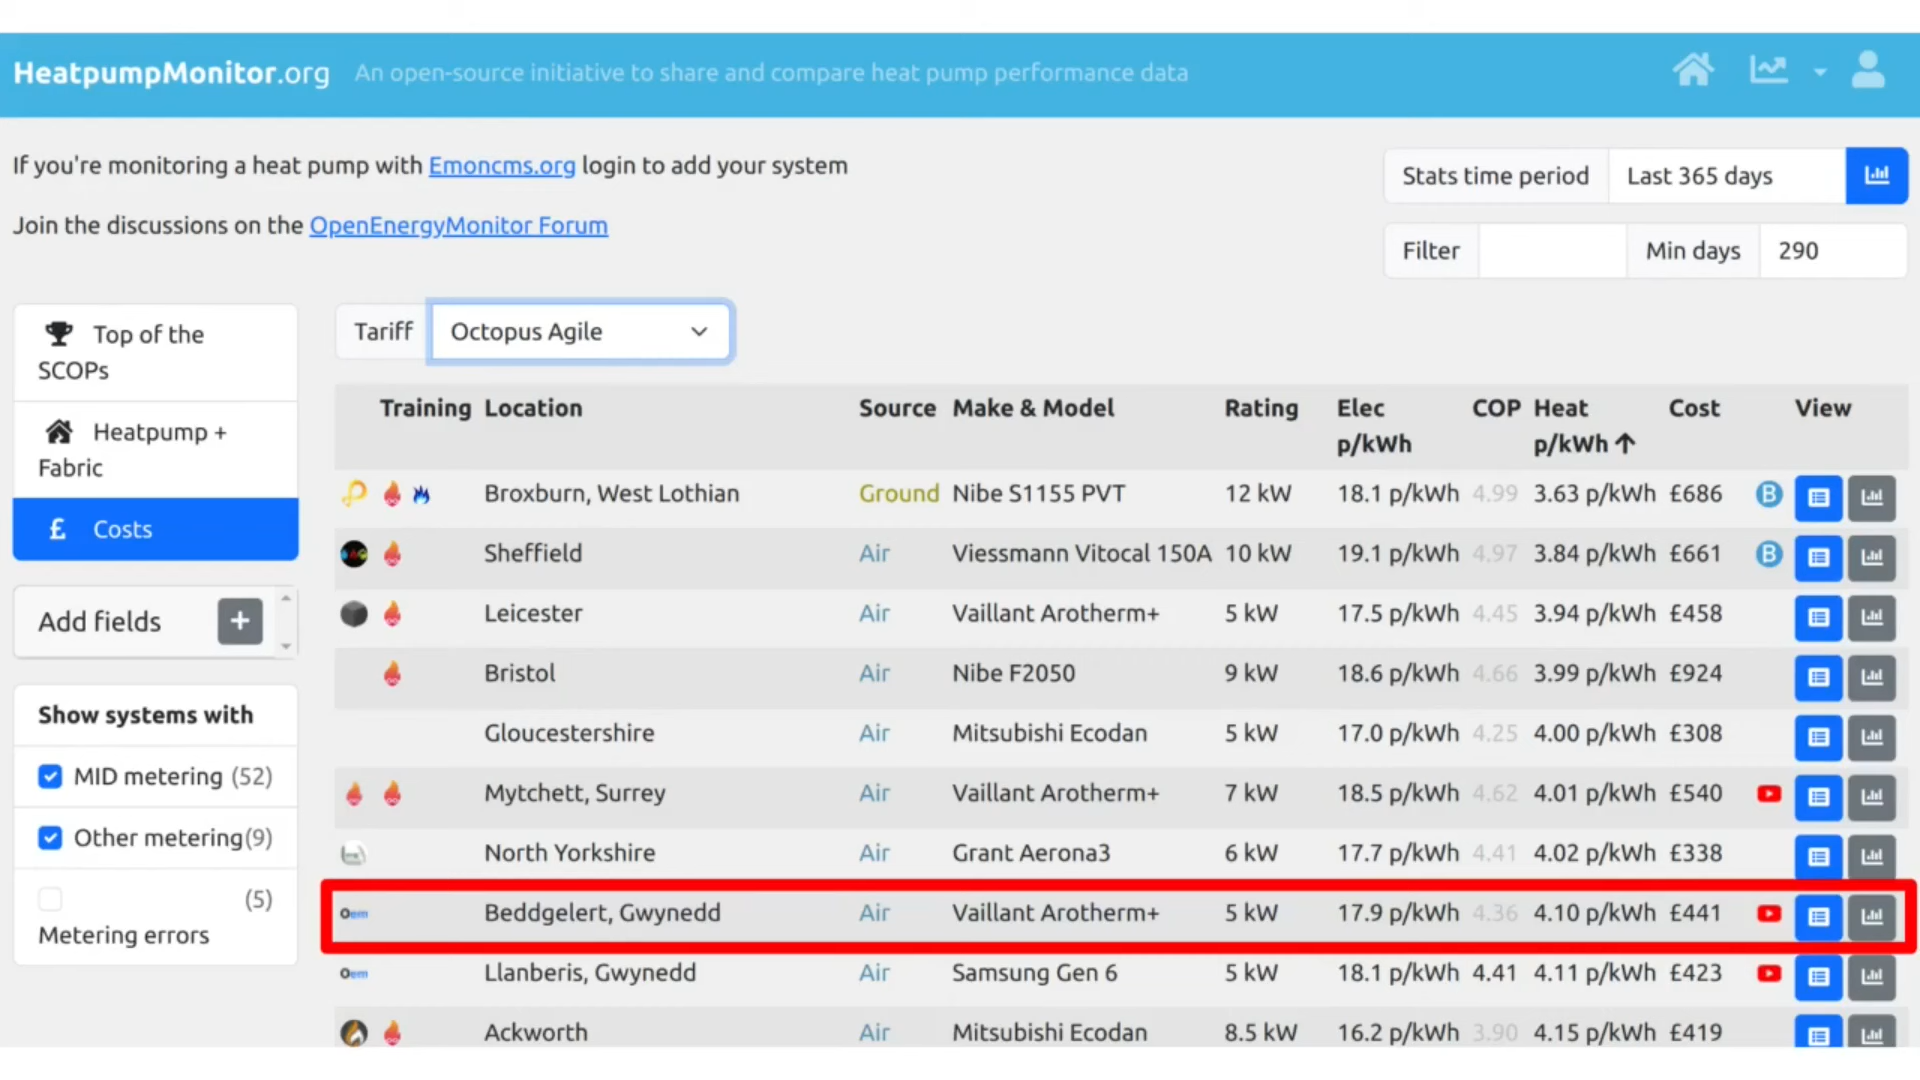 HeatpumpMonitor.org An open-source initiative to share and compare heat pump performance data
If you're monitoring a heat pump with Emoncms.org login to add your system
Join the discussions on the OpenEnergyMonitor Forum
Stats time period Last 365 days
Filter Min days 290
Top of the
SCOPs
Heatpump +
Fabric
£ Costs
Add fields +
Show systems with
MID metering (52)
Other metering(9)
(5)
Metering errors
Tariff Octopus Agile
Training Location Source Make & Model Rating Elec p/kWh COP Heat p/kWh ↑ Cost View
Broxburn, West Lothian Ground Nibe S1155 PVT 12 kW 18.1 p/kWh 4.99 3.63 p/kWh £686 B
Sheffield Air Viessmann Vitocal 150A 10 kW 19.1 p/kWh 4.97 3.84 p/kWh £661 B
Leicester Air Vaillant Arotherm+ 5 kW 17.5 p/kWh 4.45 3.94 p/kWh £458
Bristol Air Nibe F2050 9 kW 18.6 p/kWh 4.66 3.99 p/kWh £924
Gloucestershire Air Mitsubishi Ecodan 5 kW 17.0 p/kWh 4.25 4.00 p/kWh £308
Mytchett, Surrey Air Vaillant Arotherm+ 7 kW 18.5 p/kWh 4.62 4.01 p/kWh £540
North Yorkshire Air Grant Aerona3 6 kW 17.7 p/kWh 4.41 4.02 p/kWh £338
Oem Beddgelert, Gwynedd Air Vaillant Arotherm+ 5 kW 17.9 p/kWh 4.36 4.10 p/kWh £441
Oem Llanberis, Gwynedd Air Samsung Gen 6 5 kW 18.1 p/kWh 4.41 4.11 p/kWh £423
Ackworth Air Mitsubishi Ecodan 8.5 kW 16.2 p/kWh 3.90 4.15 p/kWh £419